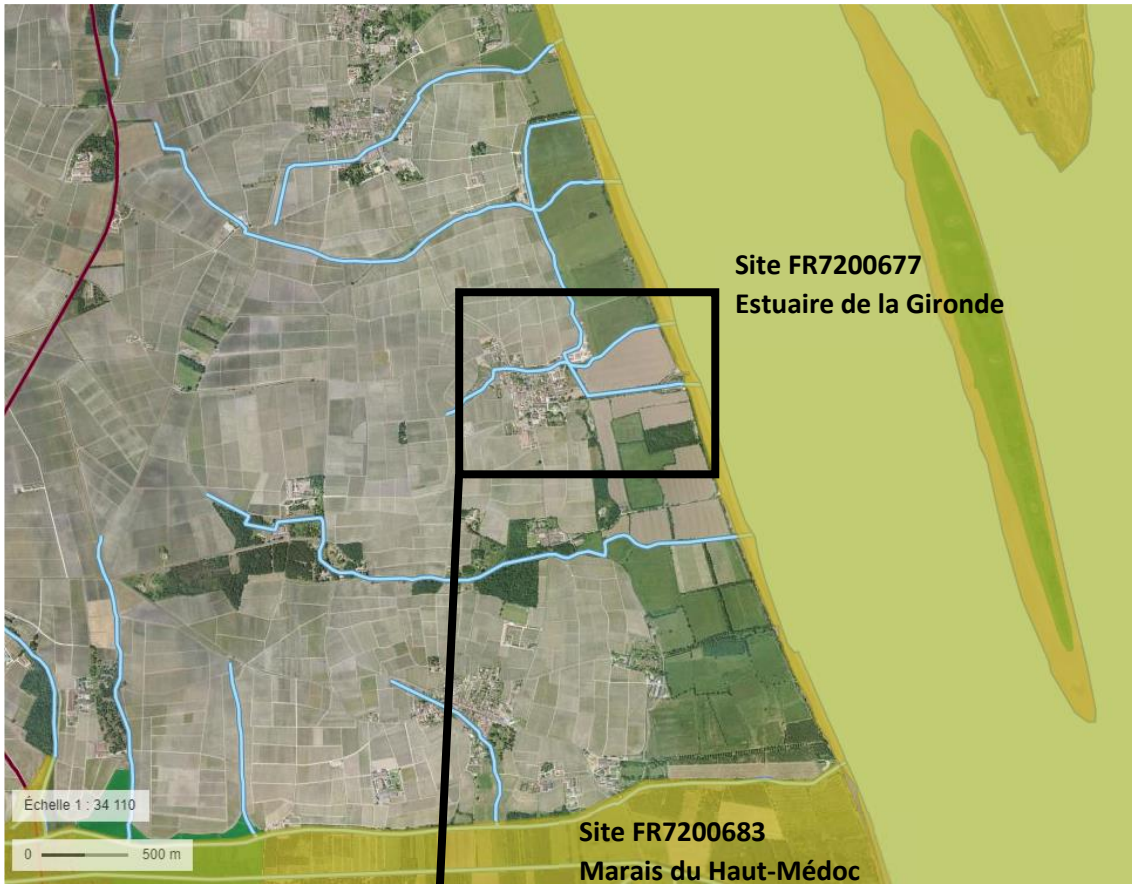 Site FR7200677
Estuaire de la Gironde
Échelle 1 : 34 110
0 500 m
Site FR7200683
Marais du Haut-Médoc